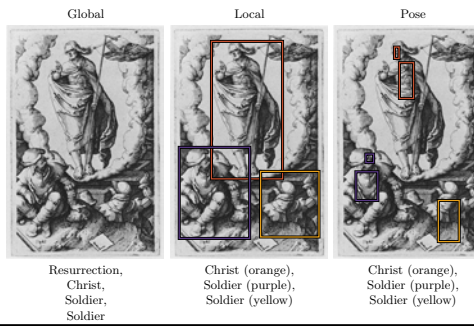 Global
Local
Pose
Resurrection,
Christ,
Soldier,
Soldier
Christ (orange),
Soldier (purple),
Soldier (yellow)
Christ (orange),
Soldier (purple),
Soldier (yellow)